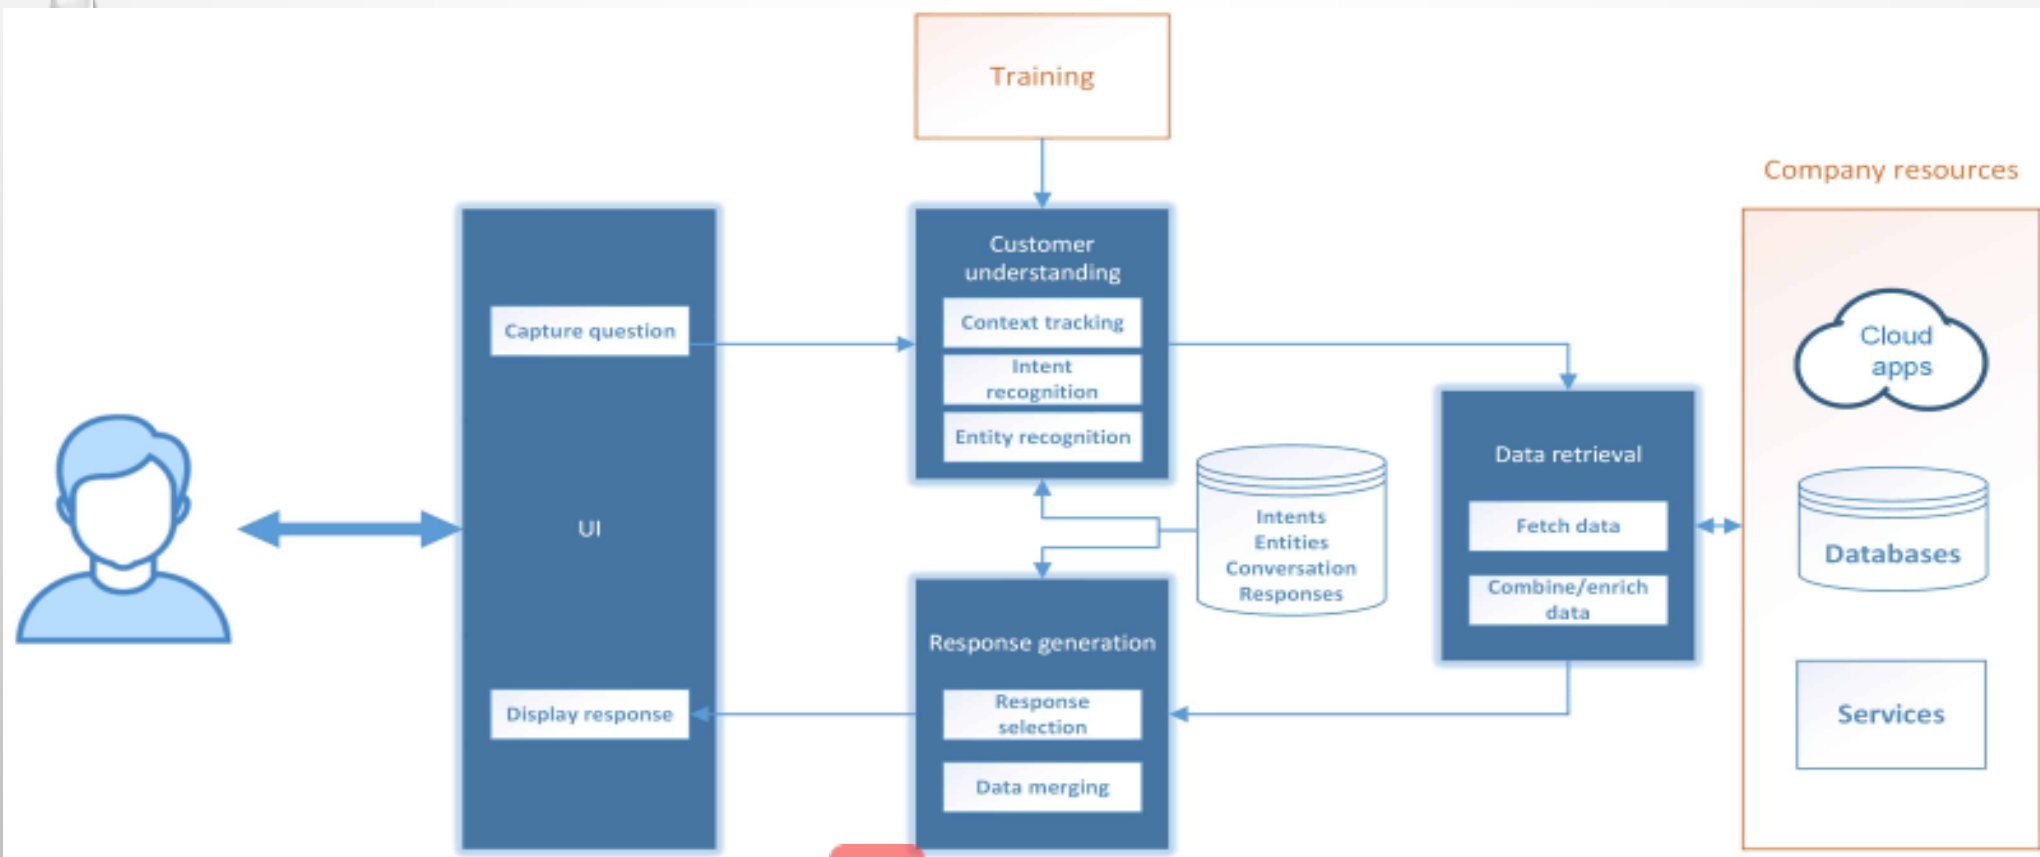 Training
Company resources
Customer
understanding
Capture question
Context tracking
Intent
recognition
Entity recognition
Cloud
apps
Data retrieval
UI
Intents
Entities
Conversation
Responses
Fetch data
Databases
Combine/enrich
data
Response generation
Display response
Response
selection
Data merging
Services